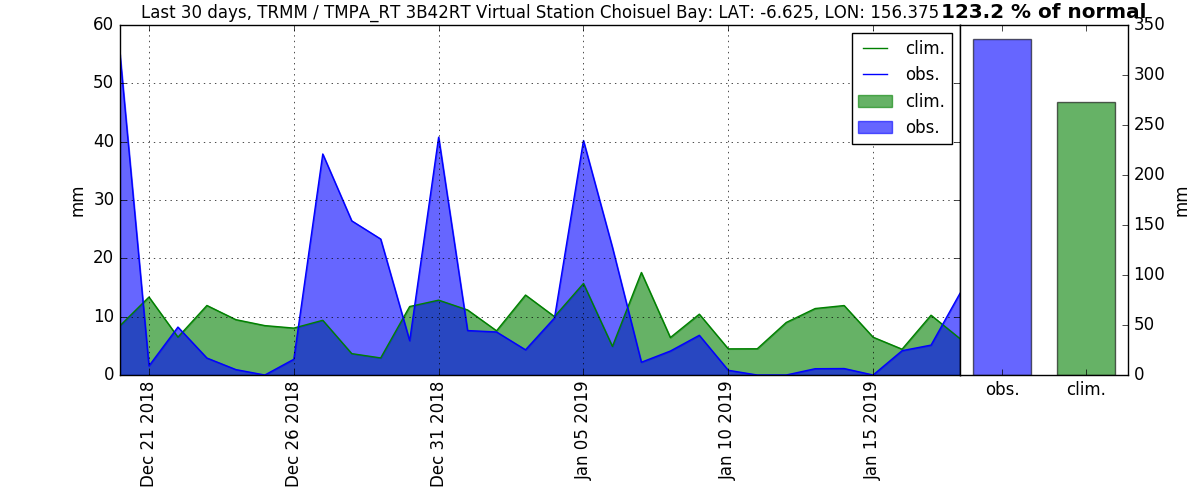 Last 30 days, TRMM / TMPA_RT 3B42RT Virtual Station Choisuel Bay: LAT: -6.625, LON: 156.375
123.2 % of normal
60
50
40
30
20
10
0
mm
clim.
obs.
clim.
obs.
Dec 21 2018
Dec 26 2018
Dec 31 2018
Jan 05 2019
Jan 10 2019
Jan 15 2019
350
300
250
200
150
100
50
0
mm
obs.
clim.